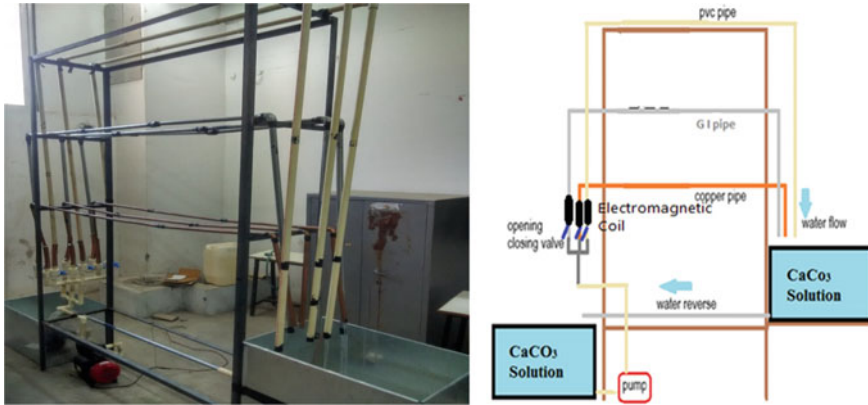 pvc pipe
G I pipe
copper pipe
Electromagnetic
Coil
opening
closing valve
water flow
CaCo3
Solution
water reverse
CaCO3
Solution
pump